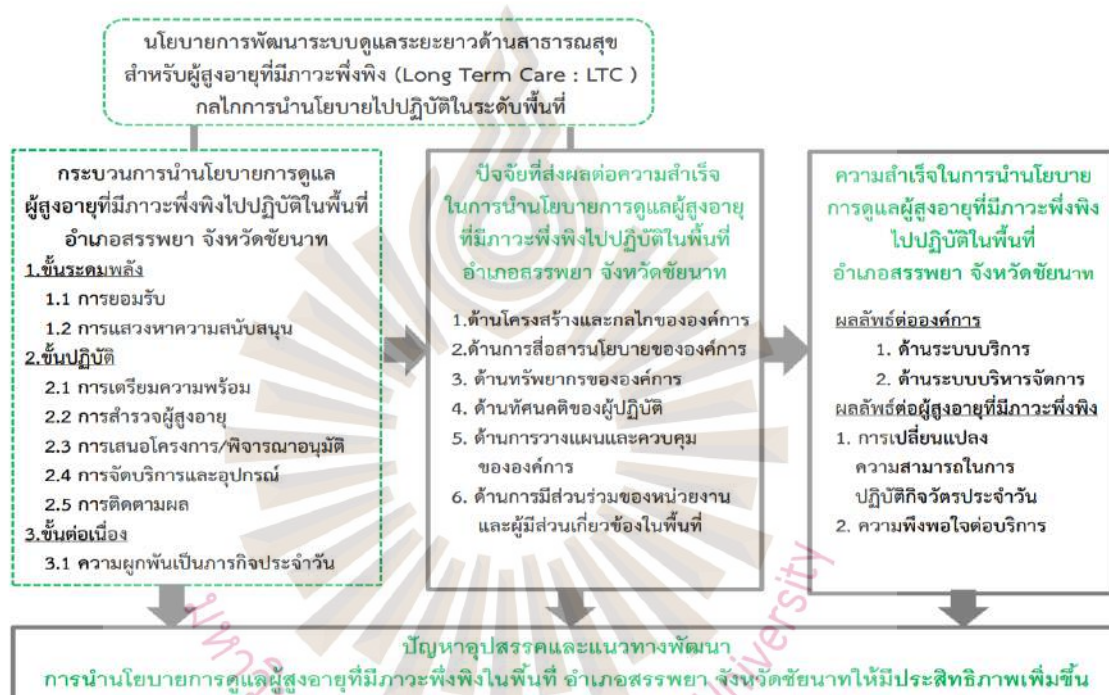 นโยบายการพัฒนาระบบดูแลระยะยาวด้านสาธารณสุข
สำหรับผู้สูงอายุที่มีภาวะพึ่งพิง (Long Term Care : LTC )
กลไกการนำนโยบายไปปฏิบัติในระดับพื้นที่
กระบวนการนำนโยบายการดูแล
ผู้สูงอายุที่มีภาวะพึ่งพิงไปปฏิบัติในพื้นที่
อำเภอสรรพยา จังหวัดชัยนาท
1.ขั้นระดมพลัง
1.1 การยอมรับ
1.2 การแสวงหาความสนับสนุน
2.ขั้นปฏิบัติ
2.1 การเตรียมความพร้อม
2.2 การสำรวจผู้สูงอายุ
2.3 การเสนอโครงการ/พิจารณาอนุมัติ
2.4 การจัดบริการและอุปกรณ์
2.5 การติดตามผล
3.ขั้นต่อเนื่อง
3.1 ความผูกพันเป็นภารกิจประจำวัน
ปัจจัยที่ส่งผลต่อความสำเร็จ
ในการนำนโยบายการดูแลผู้สูงอายุ
ที่มีภาวะพึ่งพิงไปปฏิบัติในพื้นที่
อำเภอสรรพยา จังหวัดชัยนาท
1.ด้านโครงสร้างและกลไกขององค์การ
2.ด้านการสื่อสารนโยบายขององค์การ
3. ด้านทรัพยากรขององค์การ
4. ด้านทัศนคติของผู้ปฏิบัติ
5. ด้านการวางแผนและควบคุม
ขององค์การ
6. ด้านการมีส่วนร่วมของหน่วยงาน
และผู้มีส่วนเกี่ยวข้องในพื้นที่
ความสำเร็จในการนำนโยบาย
การดูแลผู้สูงอายุที่มีภาวะพึ่งพิง
ไปปฏิบัติในพื้นที่
อำเภอสรรพยา จังหวัดชัยนาท
ผลลัพธ์ต่อองค์การ
1. ด้านระบบบริการ
2. ด้านระบบบริหารจัดการ
ผลลัพธ์ต่อผู้สูงอายุที่มีภาวะพึ่งพิง
1. การเปลี่ยนแปลง
ความสามารถในการ
ปฏิบัติกิจวัตรประจำวัน
2. ความพึงพอใจต่อบริการ
ปัญหาอุปสรรคและแนวทางพัฒนา
การนำนโยบายการดูแลผู้สูงอายุที่มีภาวะพึ่งพิงในพื้นที่ อำเภอสรรพยา จังหวัดชัยนาทให้มีประสิทธิภาพเพิ่มขึ้น